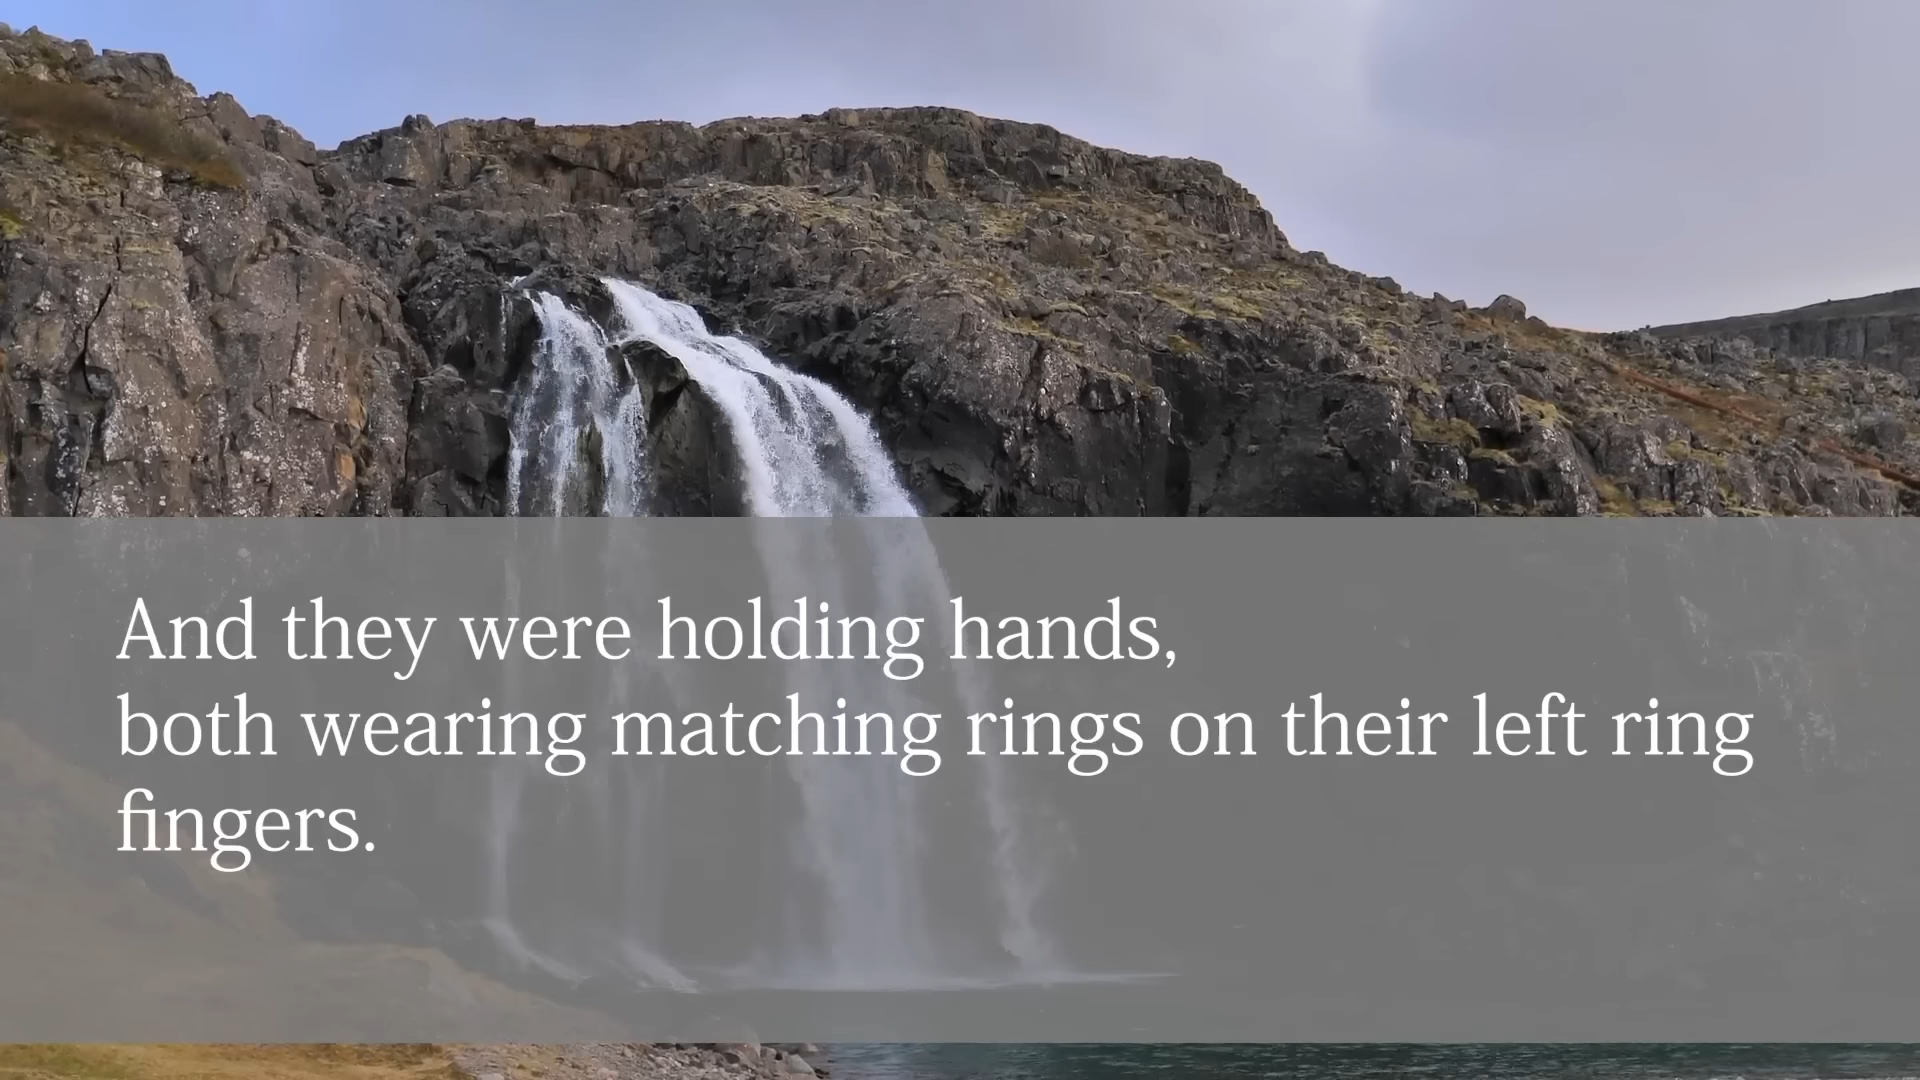 And they were holding hands,
both wearing matching rings on their left ring
fingers.